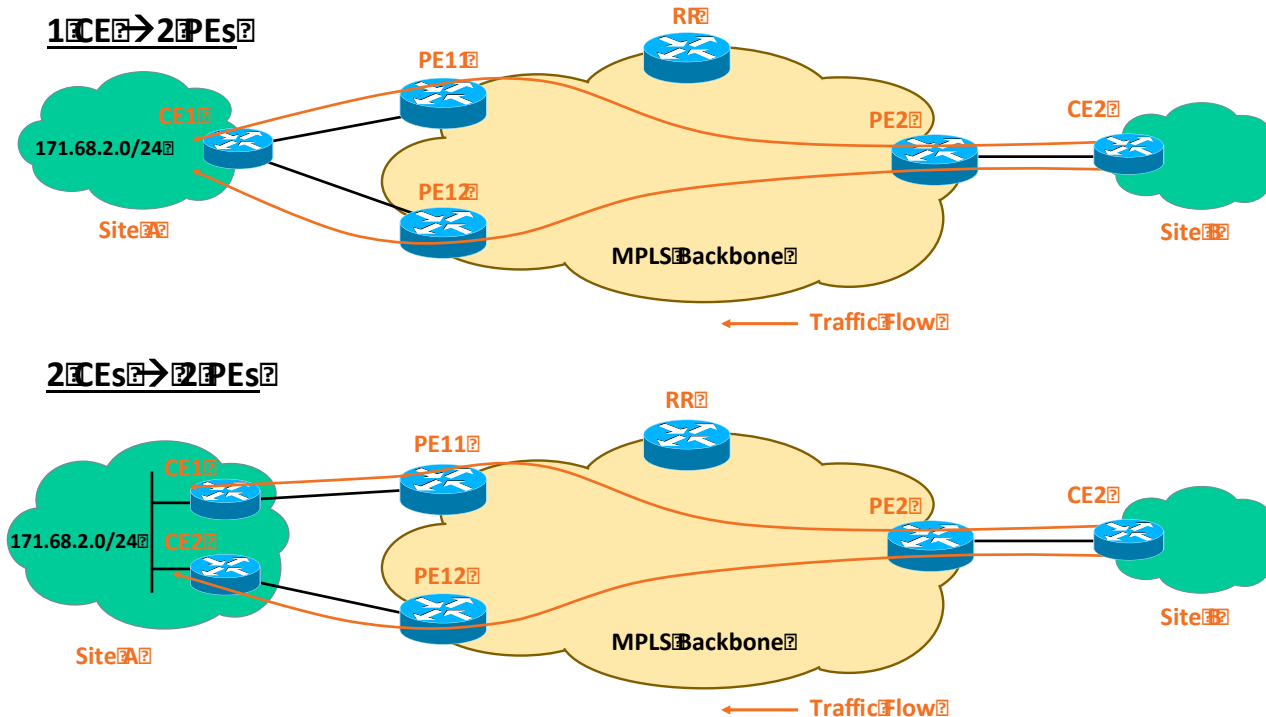 1 CE → 2 PEs
RR
PE11
CE1
PE2
CE2
171.68.2.0/24
PE12
Site A
Site B
MPLS Backbone
Traffic Flow
2 CEs → 2 PEs
RR
PE11
CE1
PE2
CE2
171.68.2.0/24
CE2
PE12
Site A
Site B
MPLS Backbone
Traffic Flow